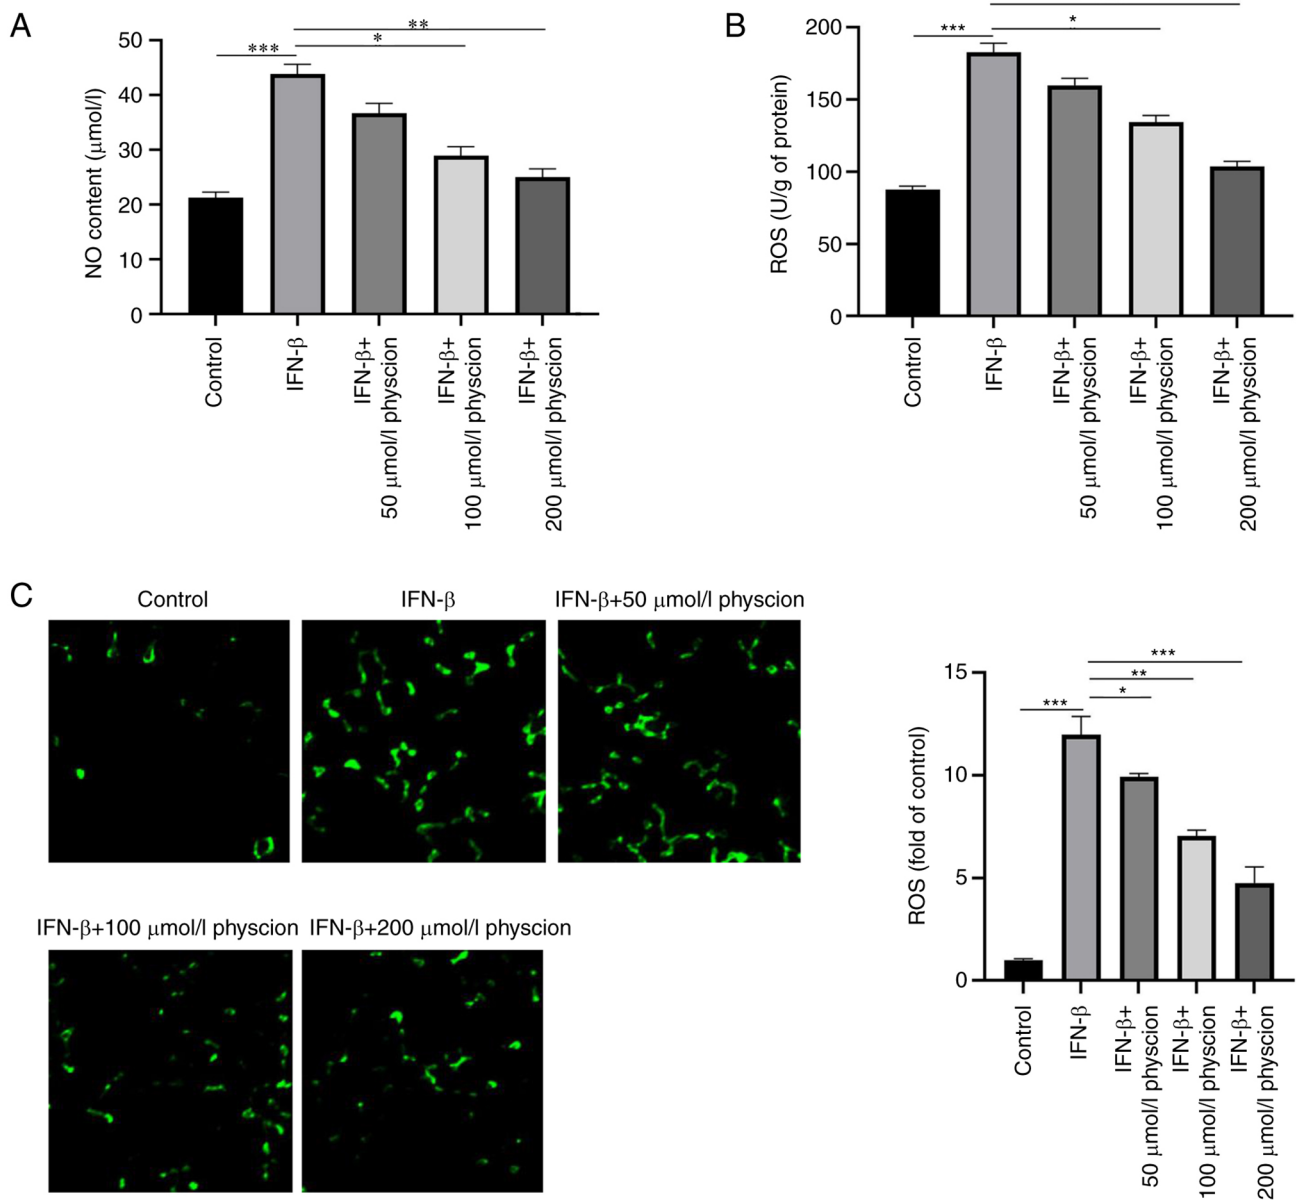 A
**
*
***
50
40
30
20
10
0
NO content (μmol/l)
Control
IFN-β
IFN-β+
50 μmol/l physcion
IFN-β+
100 μmol/l physcion
IFN-β+
200 μmol/l physcion
B
*
***
200
150
100
50
0
ROS (U/g of protein)
Control
IFN-β
IFN-β+
50 μmol/l physcion
IFN-β+
100 μmol/l physcion
IFN-β+
200 μmol/l physcion
C
Control
IFN-β
IFN-β+50 μmol/l physcion
IFN-β+100 μmol/l physcion
IFN-β+200 μmol/l physcion
***
**
*
***
15
10
5
0
ROS (fold of control)
Control
IFN-β
IFN-β+
50 μmol/l physcion
IFN-β+
100 μmol/l physcion
IFN-β+
200 μmol/l physcion